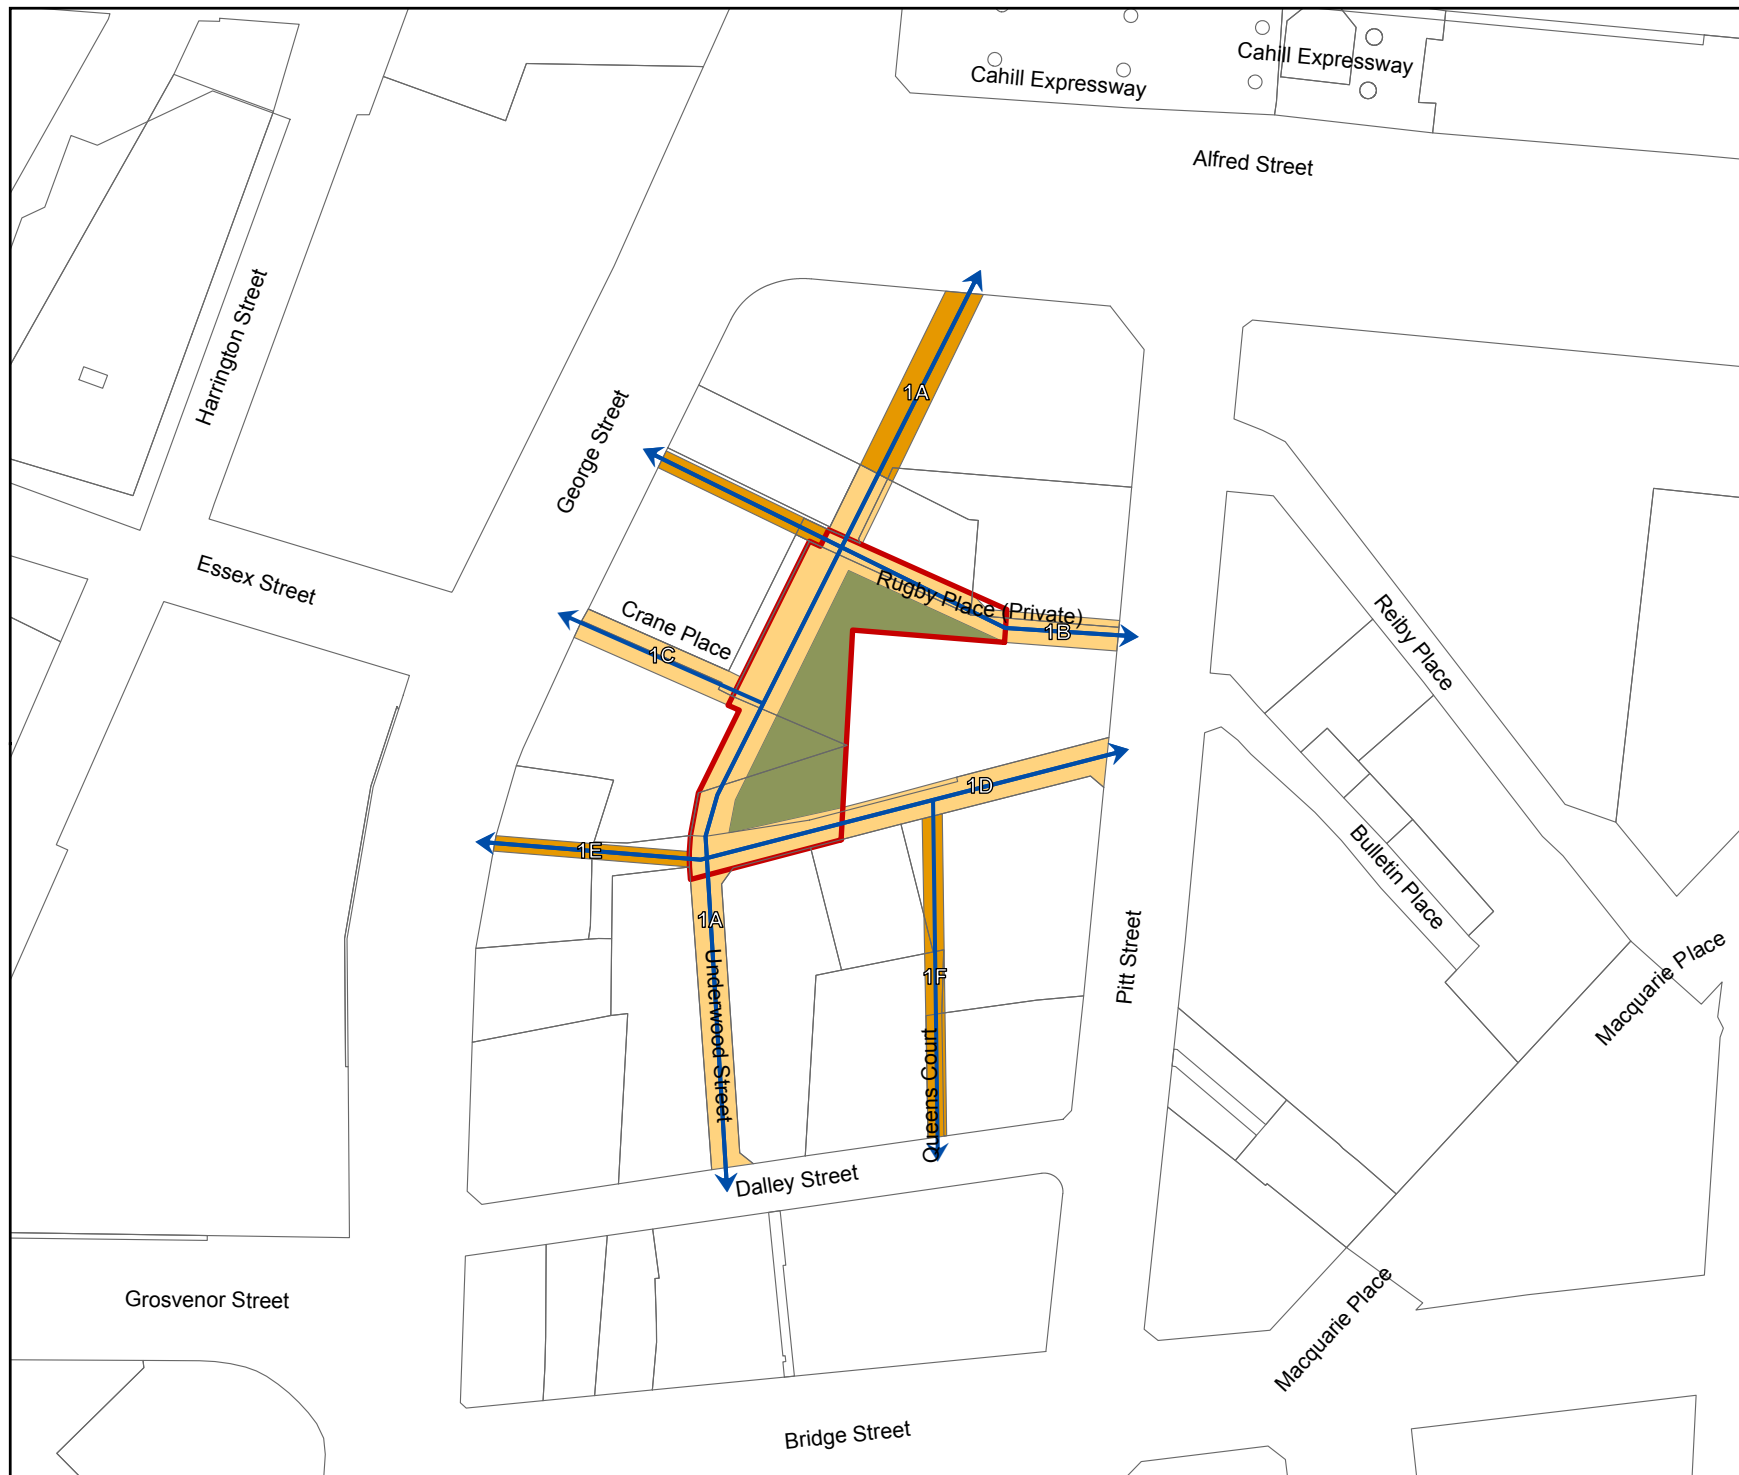 Cahill Expressway
Cahill Expressway
Alfred Street
Harrington Street
George Street
1A
Essex Street
Rugby Place (Private)
Crane Place
1B
1C
Reiby Place
1D
1E
Bulletin Place
1A
Pitt Street
Macquarie Place
1F
Underwood Street
Queens Court
Dalley Street
Grosvenor Street
Macquarie Place
Bridge Street